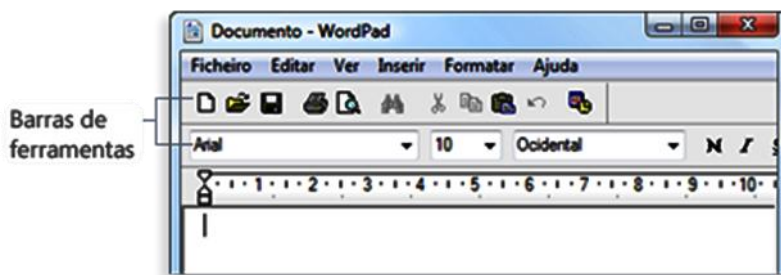 Documento - WordPad
Ficheiro Editar Ver Inserir Formatar Ajuda
Barras de
ferramentas
Arial 10 Ocidental N I
1 2 3 4 5 6 7 8 9 10